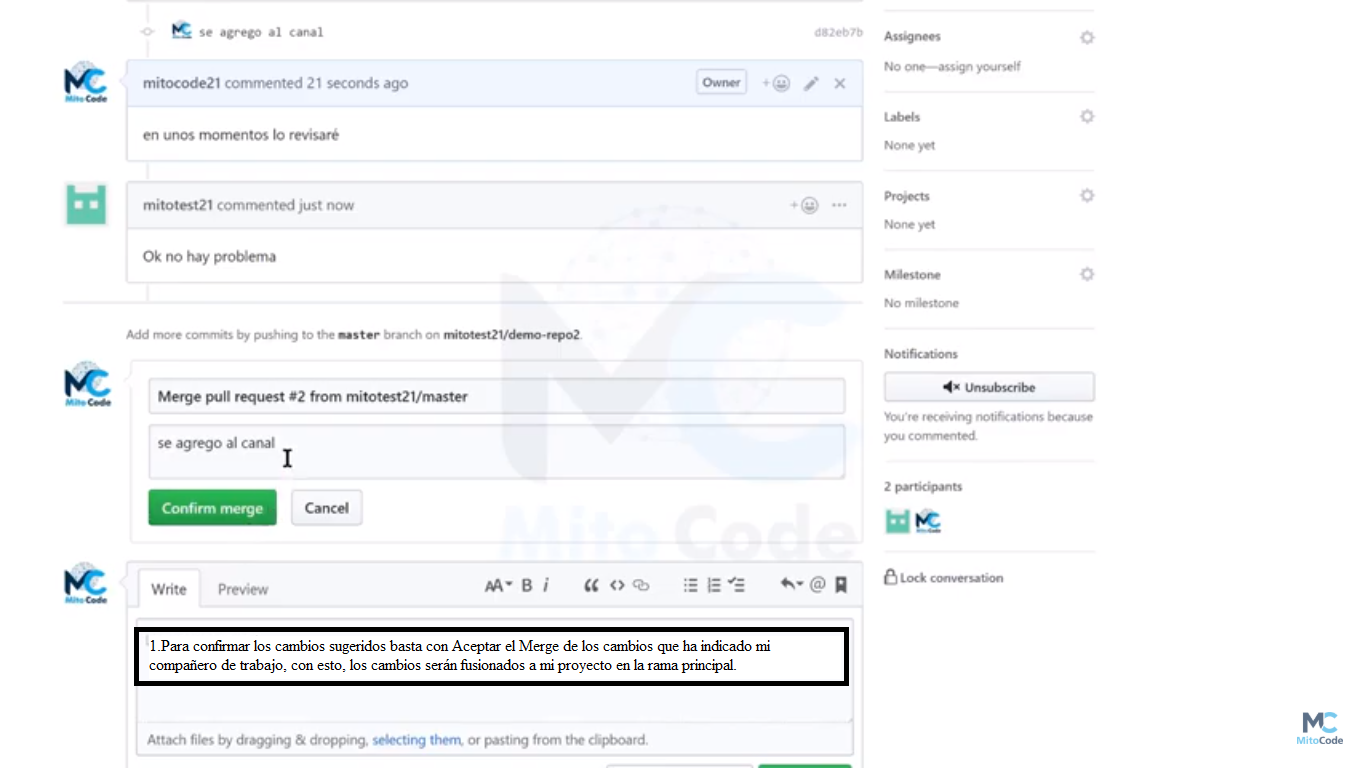 se agrego al canal
d82eb7b
mitocode21 commented 21 seconds ago
Owner
en unos momentos lo revisaré
mitotest21 commented just now
Ok no hay problema
Add more commits by pushing to the master branch on mitotest21/demo-repo2.
Merge pull request #2 from mitotest21/master
se agrego al canal
Confirm merge
Cancel
Write
Preview
1.Para confirmar los cambios sugeridos basta con Aceptar el Merge de los cambios que ha indicado mi
compañero de trabajo, con esto, los cambios serán fusionados a mi proyecto en la rama principal.
Attach files by dragging & dropping, selecting them, or pasting from the clipboard.
Assignees
No one—assign yourself
Labels
None yet
Projects
None yet
Milestone
No milestone
Notifications
Unsubscribe
You're receiving notifications because
you commented.
2 participants
Lock conversation
MitoCode
MitoCode
MitoCode
MitoCode
MitoCode